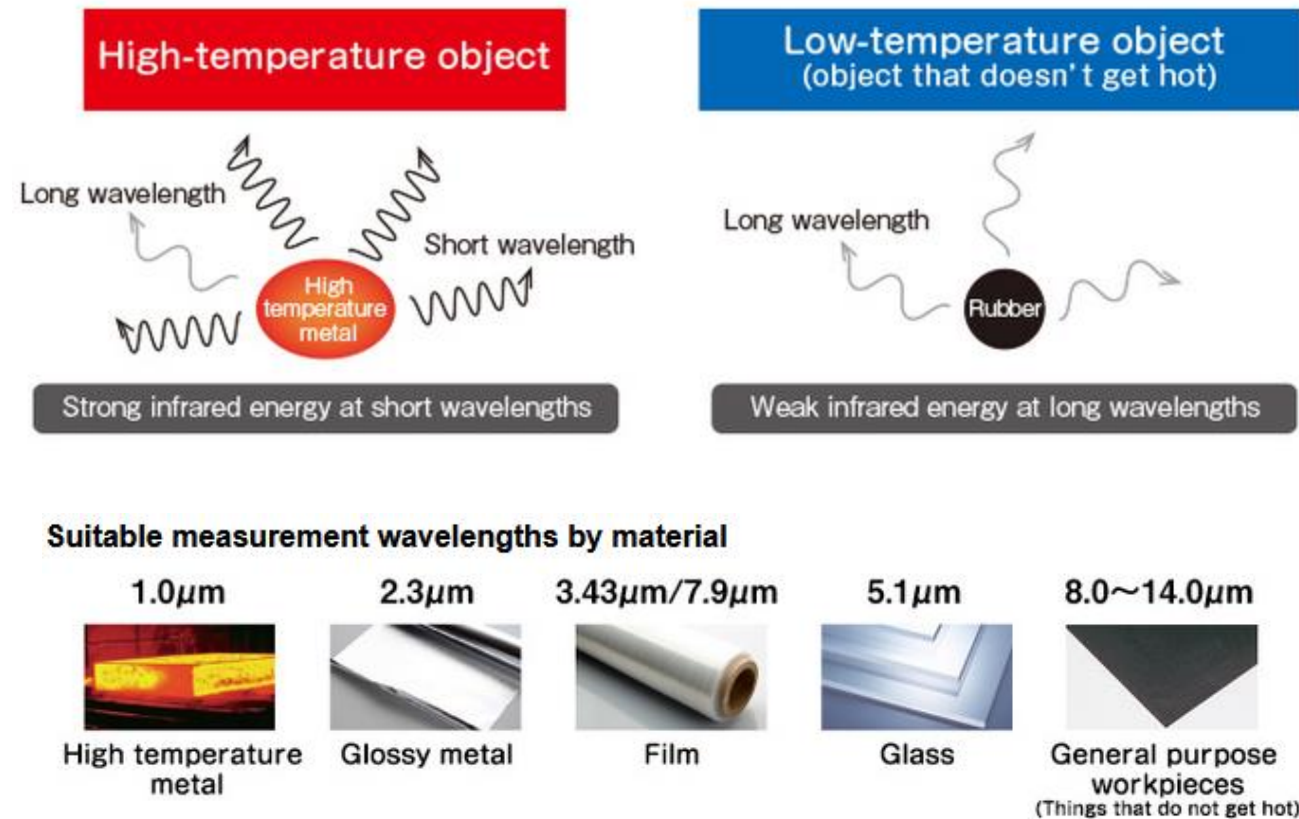 High-temperature object
Low-temperature object
(object that doesn't get hot)
Long wavelength
Short wavelength
High
temperature
metal
Long wavelength
Rubber
Strong infrared energy at short wavelengths
Weak infrared energy at long wavelengths
Suitable measurement wavelengths by material
1.0μm
2.3μm
3.43μm/7.9μm
5.1μm
8.0～14.0μm
High temperature
metal
Glossy metal
Film
Glass
General purpose
workpieces
(Things that do not get hot)